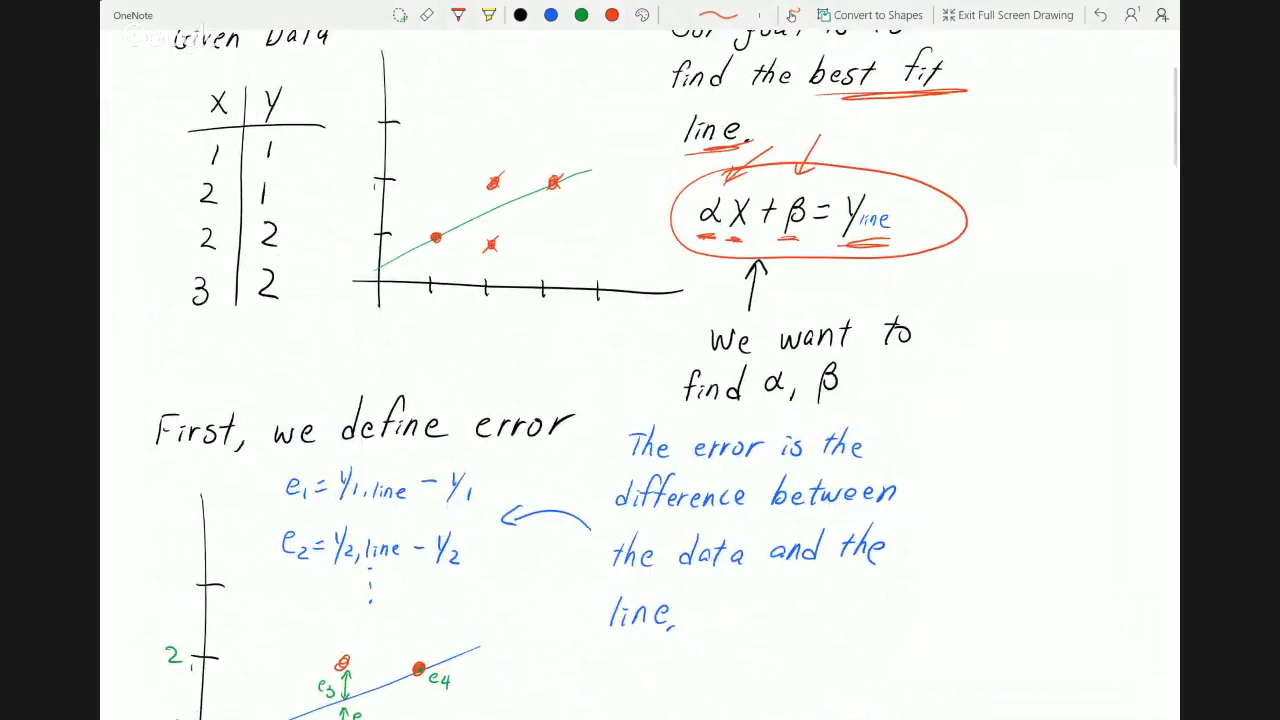 OneNote
Convert to Shapes
Exit Full Screen Drawing
Given Data
find the best fit
line.
X Y
1 1
2 1
2 2
3 2
αX + β = Yline
We want to
find α, β
First, we define error
e1 = Y1,line - Y1
e2 = Y2,line - Y2
The error is the
difference between
the data and the
line.
2
e3
e4
e